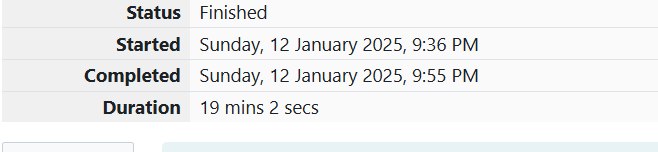 Status Finished
Started Sunday, 12 January 2025, 9:36 PM
Completed Sunday, 12 January 2025, 9:55 PM
Duration 19 mins 2 secs